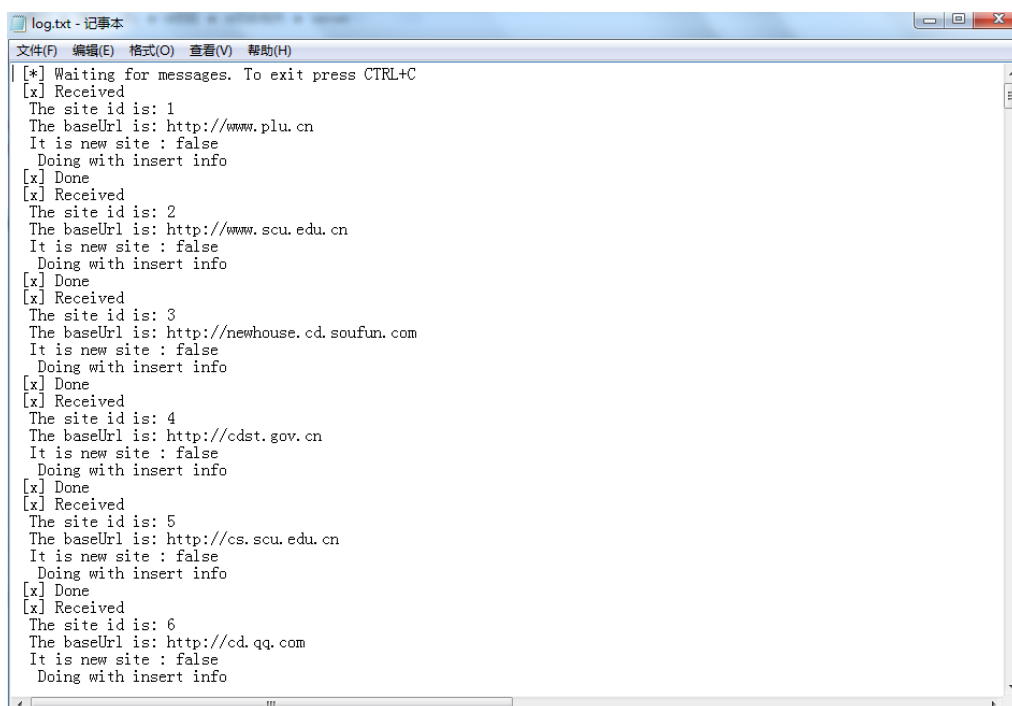 log.txt - 记事本
文件(F) 编辑(E) 格式(O) 查看(V) 帮助(H)
[*] Waiting for messages. To exit press CTRL+C
[x] Received
The site id is: 1
The baseUrl is: http://www.plu.cn
It is new site : false
Doing with insert info
[x] Done
[x] Received
The site id is: 2
The baseUrl is: http://www.scu.edu.cn
It is new site : false
Doing with insert info
[x] Done
[x] Received
The site id is: 3
The baseUrl is: http://newhouse.cd.soufun.com
It is new site : false
Doing with insert info
[x] Done
[x] Received
The site id is: 4
The baseUrl is: http://cdst.gov.cn
It is new site : false
Doing with insert info
[x] Done
[x] Received
The site id is: 5
The baseUrl is: http://cs.scu.edu.cn
It is new site : false
Doing with insert info
[x] Done
[x] Received
The site id is: 6
The baseUrl is: http://cd.qq.com
It is new site : false
Doing with insert info